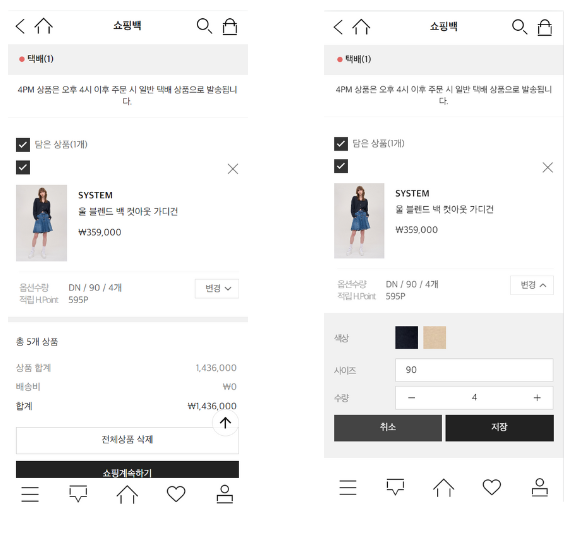 쇼핑백
택배(1)
4PM 상품은 오후 4시 이후 주문 시 일반 택배 상품으로 발송됩니
다.
담은 상품(1개)
SYSTEM
울 블렌드 백 컷아웃 가디건
₩359,000
옵션수량 DN / 90 / 4개 변경
적립 H.Point 595P
총 5개 상품
상품 합계 1,436,000
배송비 ₩0
합계 ₩1,436,000
전체상품 삭제
쇼핑계속하기
쇼핑백
택배(1)
4PM 상품은 오후 4시 이후 주문 시 일반 택배 상품으로 발송됩니
다.
담은 상품(1개)
SYSTEM
울 블렌드 백 컷아웃 가디건
₩359,000
옵션수량 DN / 90 / 4개 변경
적립 H.Point 595P
색상
사이즈 90
수량 4
취소 저장